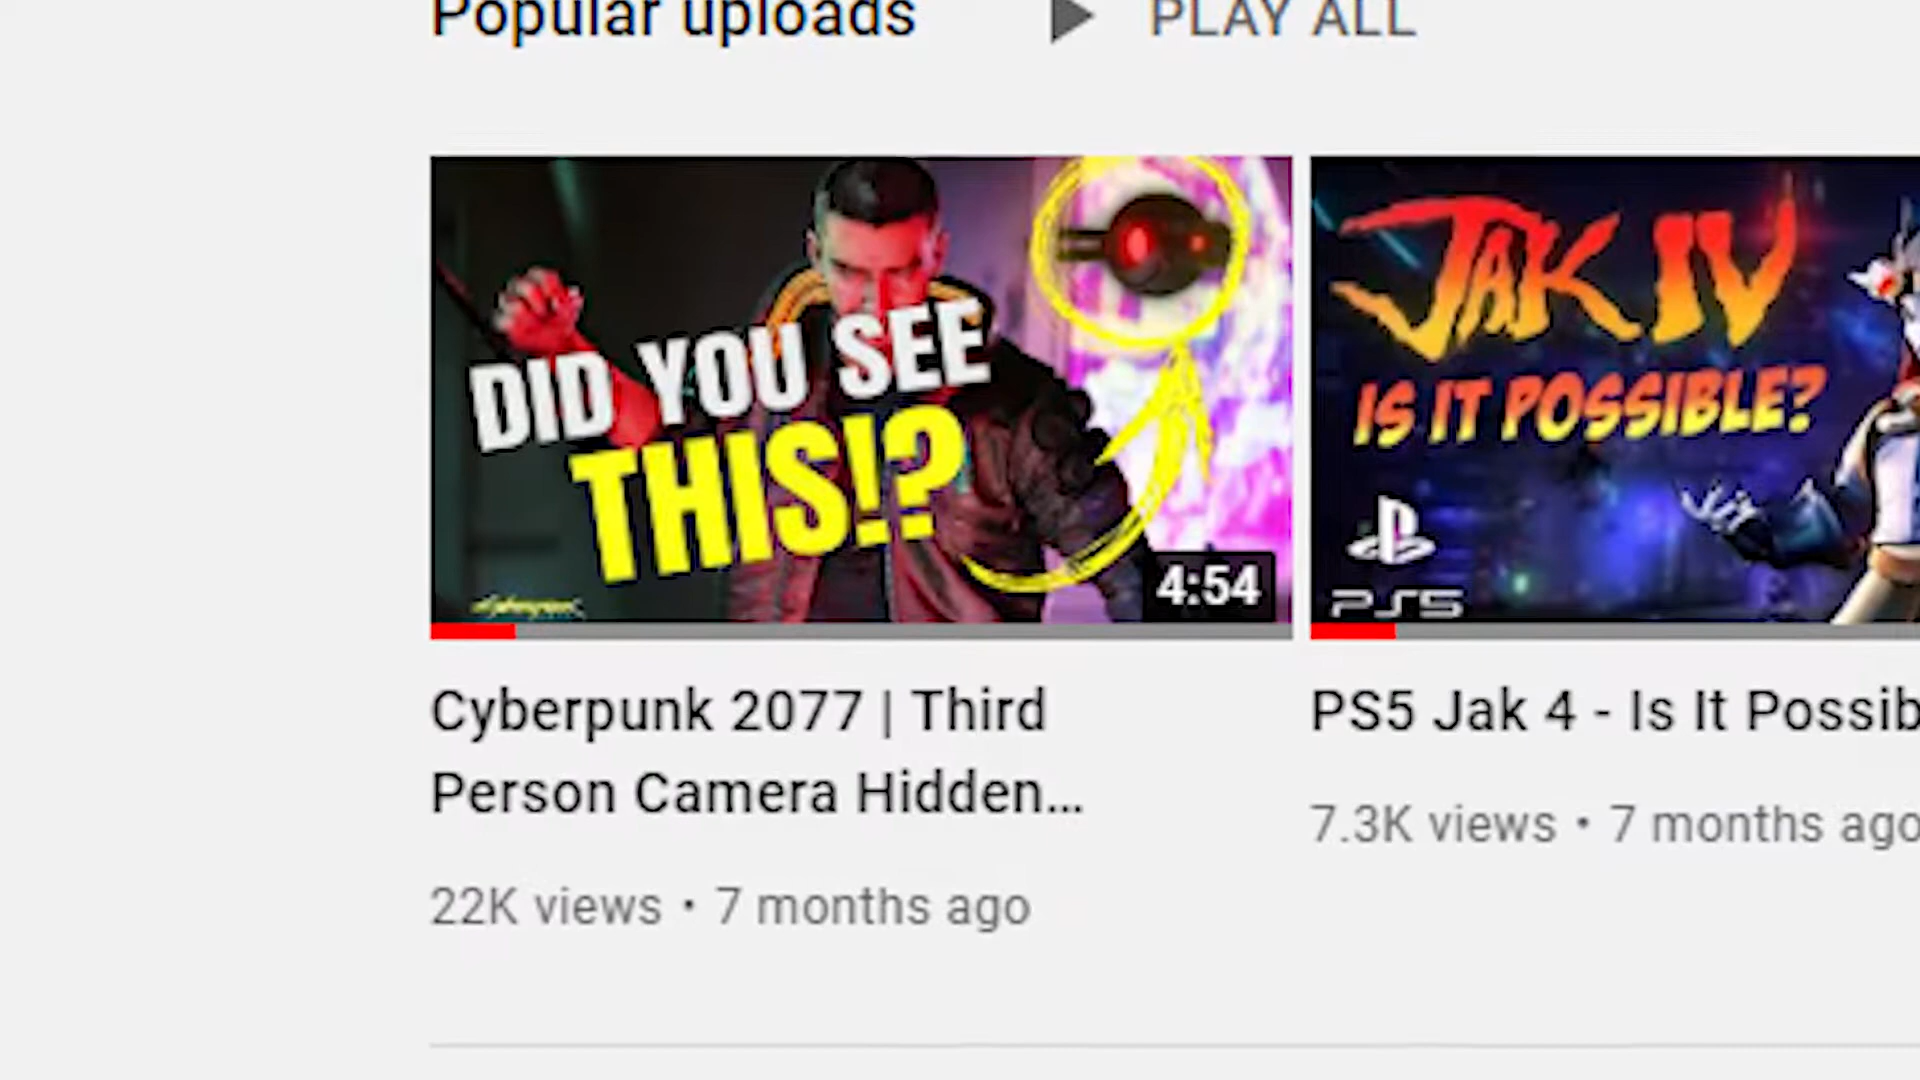 Popular uploads
PLAY ALL
DID YOU SEE
THIS!?
4:54
JAK IV
IS IT POSSIBLE?
PS5
Cyberpunk 2077 | Third
Person Camera Hidden...
22K views • 7 months ago
PS5 Jak 4 - Is It Possib
7.3K views • 7 months ago